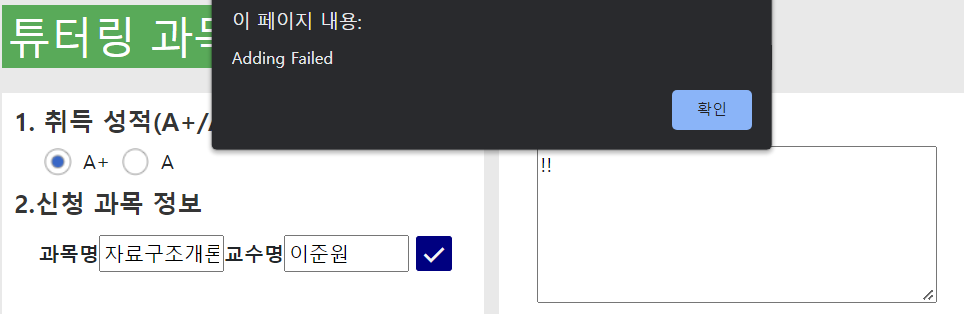 튜터링 과목
이 페이지 내용:
Adding Failed
확인
1. 취득 성적(A+/
A+ A
2.신청 과목 정보
과목명 자료구조개론 교수명 이준원
!!